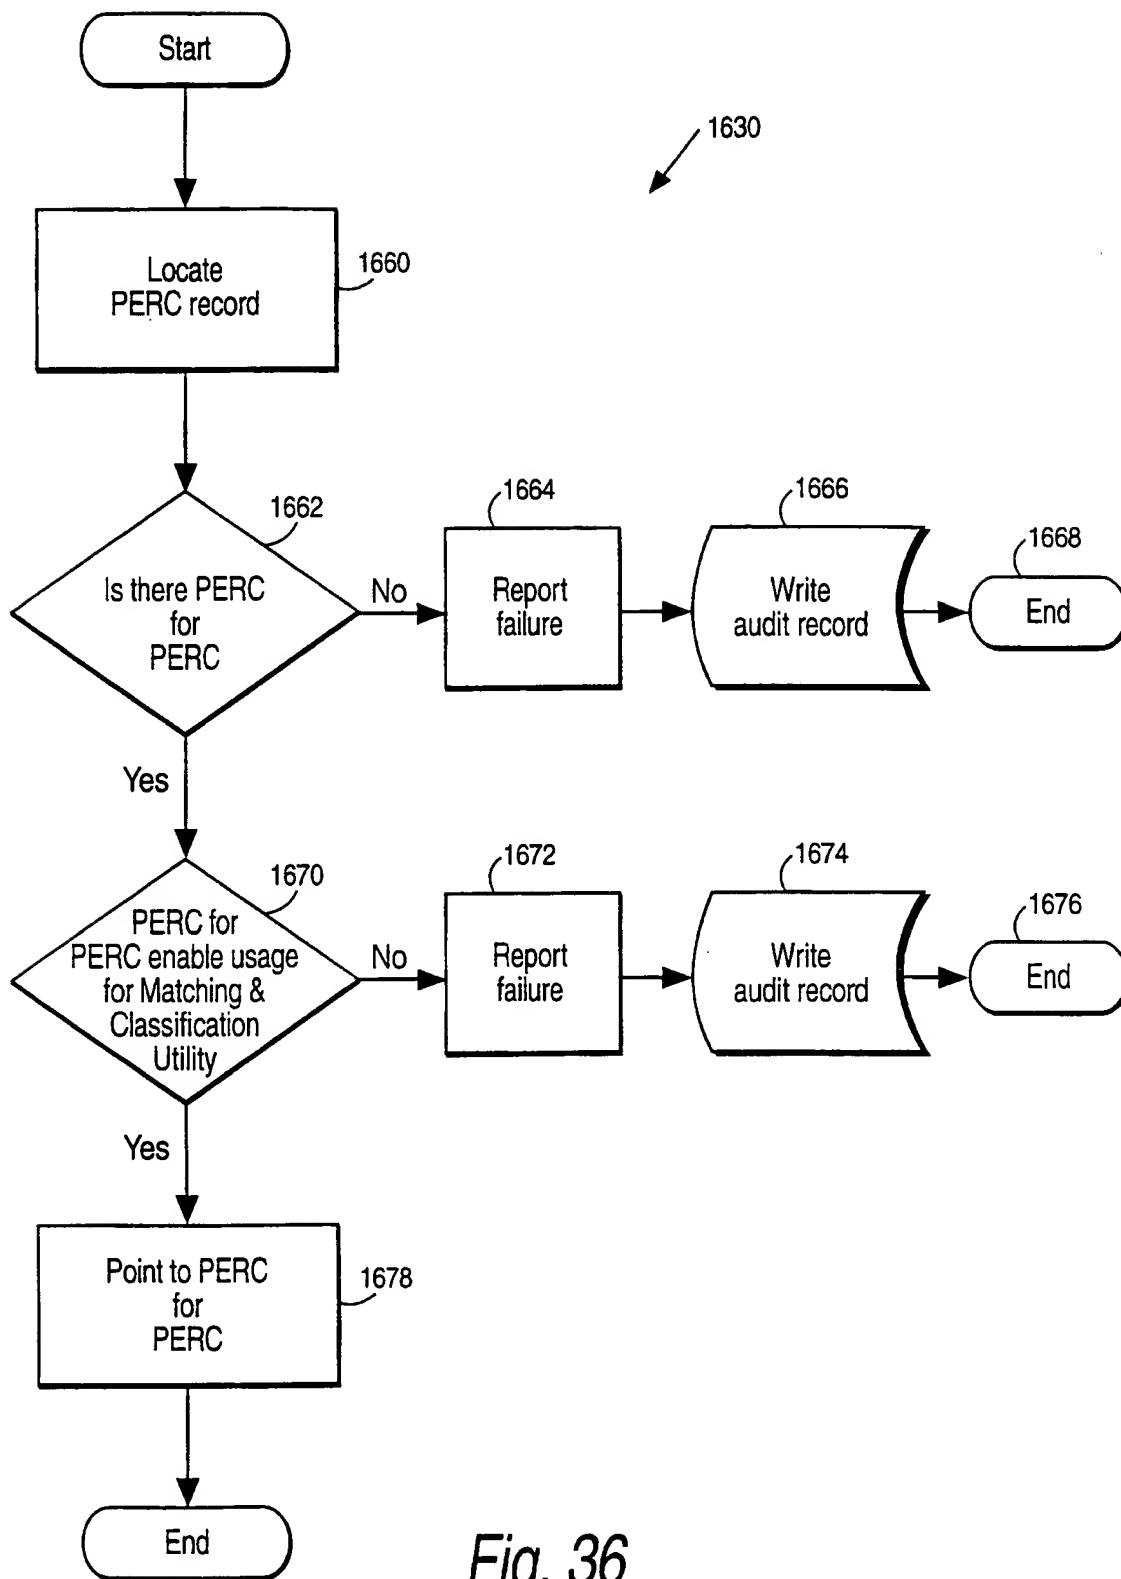 Start
1630
Locate
PERC record
1660
1662
Is there PERC
for
PERC
No
1664
Report
failure
1666
Write
audit record
1668
End
Yes
1670
PERC for
PERC enable usage
for Matching &
Classification
Utility
No
1672
Report
failure
1674
Write
audit record
1676
End
Yes
Point to PERC
for
PERC
1678
End
Fig. 36